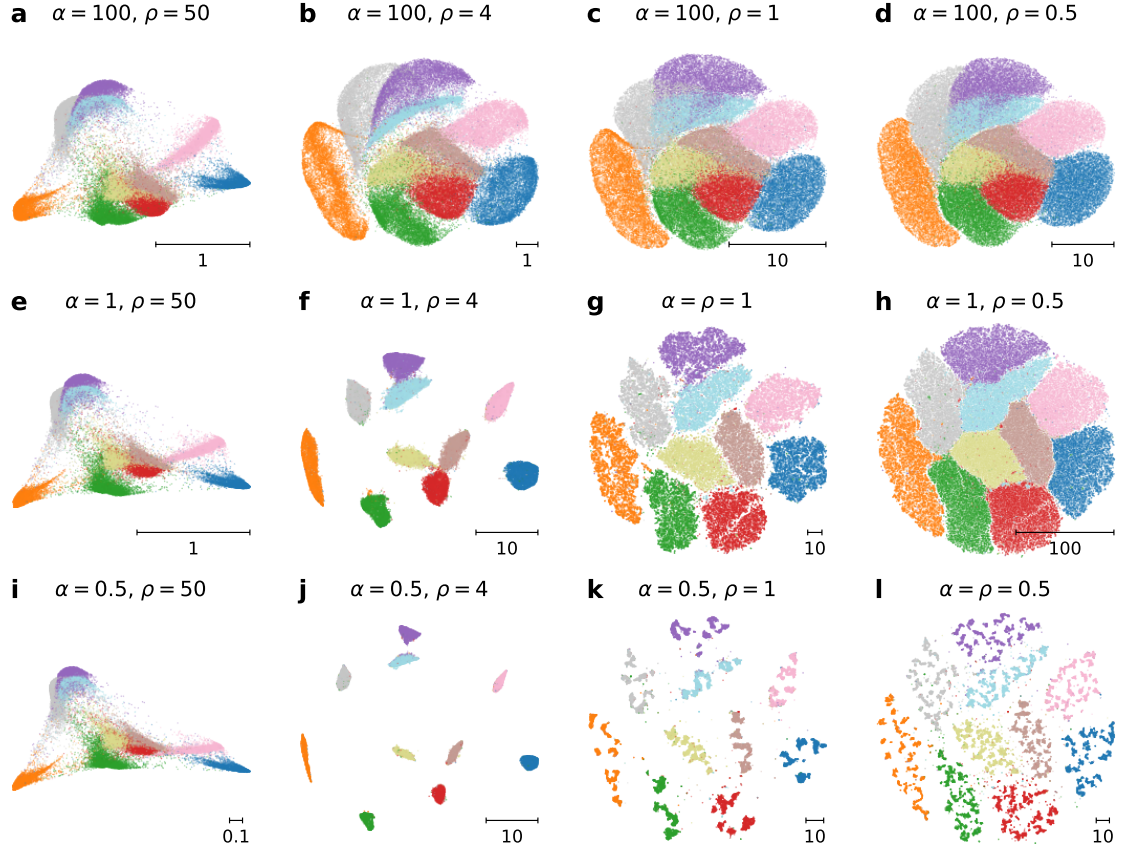 a α = 100, ρ = 50
b α = 100, ρ = 4
c α = 100, ρ = 1
d α = 100, ρ = 0.5
1
1
10
10
e α = 1, ρ = 50
f α = 1, ρ = 4
g α = ρ = 1
h α = 1, ρ = 0.5
1
10
10
100
i α = 0.5, ρ = 50
j α = 0.5, ρ = 4
k α = 0.5, ρ = 1
l α = ρ = 0.5
0.1
10
10
10